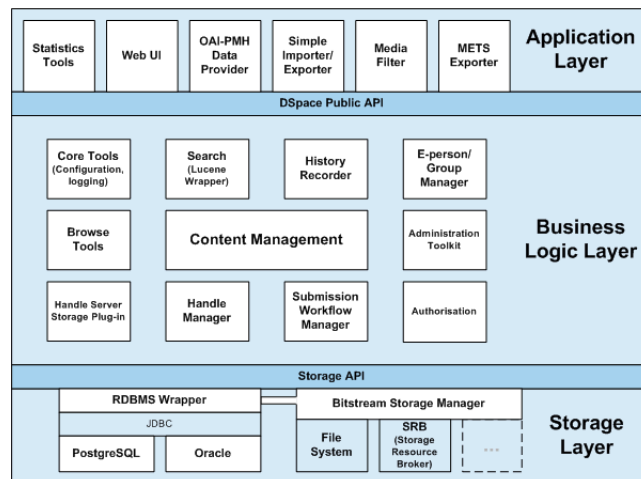 Statistics
Tools
Web UI
OAI-PMH
Data
Provider
Simple
Importer/
Exporter
Media
Filter
METS
Exporter
Application
Layer
DSpace Public API
Core Tools
(Configuration,
logging)
Search
(Lucene
Wrapper)
History
Recorder
E-person/
Group
Manager
Browse
Tools
Content Management
Administration
Toolkit
Business
Logic Layer
Handle Server
Storage Plug-in
Handle
Manager
Submission
Workflow
Manager
Authorisation
Storage API
RDBMS Wrapper
Bitstream Storage Manager
JDBC
PostgreSQL
Oracle
File
System
SRB
(Storage
Resource
Broker)
...
Storage
Layer